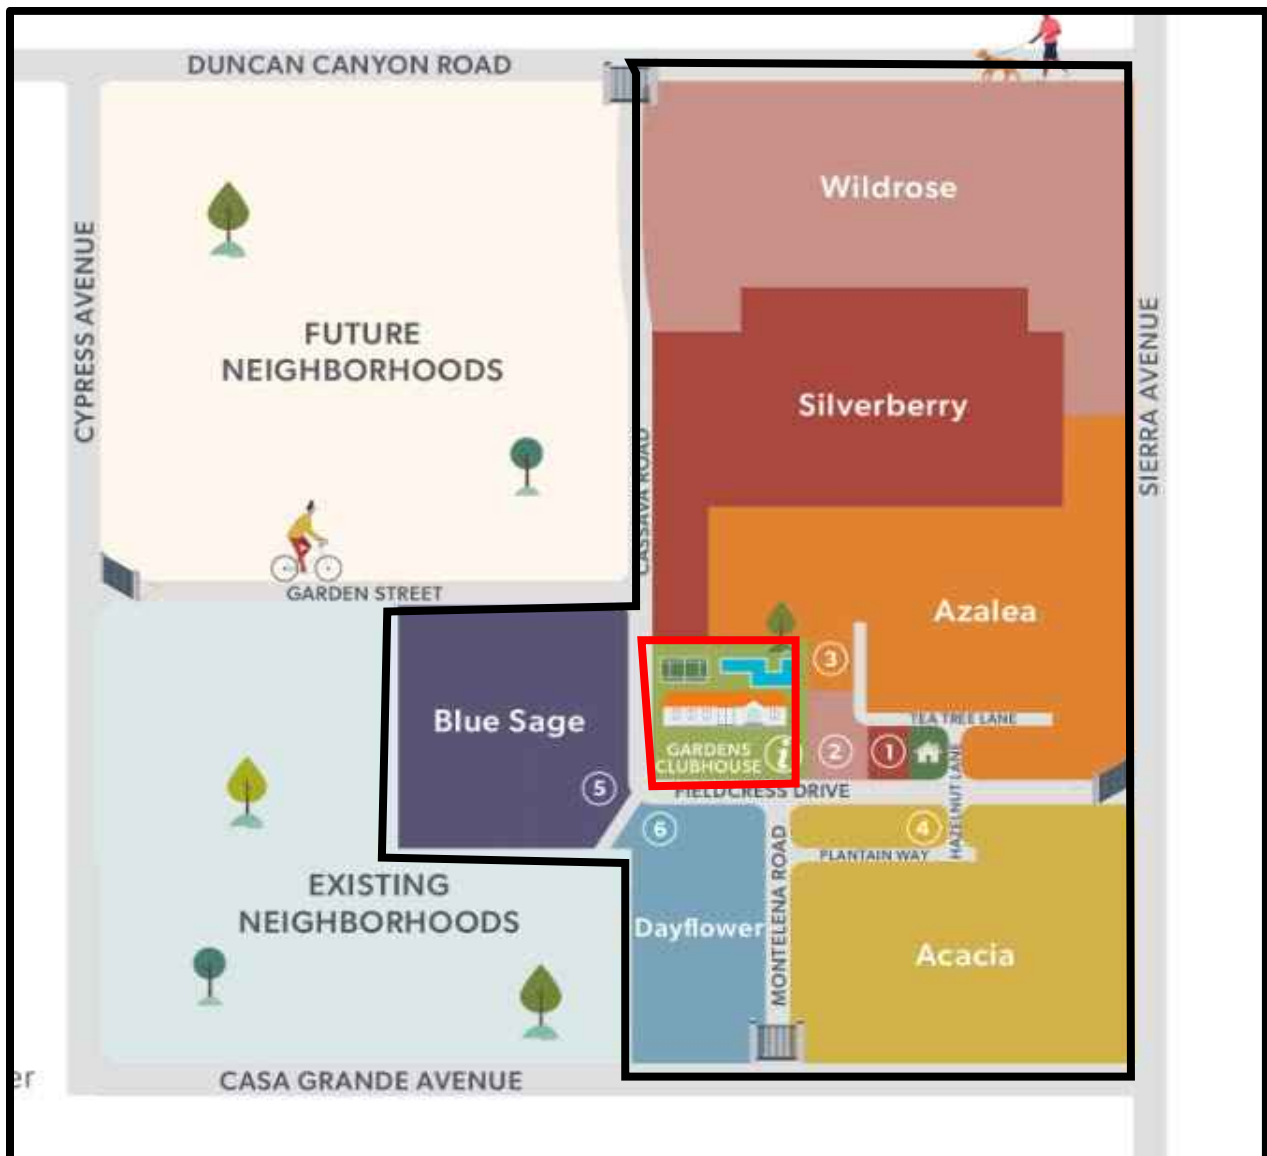 DUNCAN CANYON ROAD
Wildrose
CYPRESS AVENUE
FUTURE
NEIGHBORHOODS
SIERRA AVENUE
Silverberry
CASSAVA ROAD
GARDEN STREET
Azalea
3
Blue Sage
TEA TREE LANE
GARDENS
CLUBHOUSE
i
2
1
HAZELNUT LANE
5
FIELDCRESS DRIVE
6
4
MONTELENA ROAD
PLANTAIN WAY
EXISTING
NEIGHBORHOODS
Dayflower
Acacia
er
CASA GRANDE AVENUE